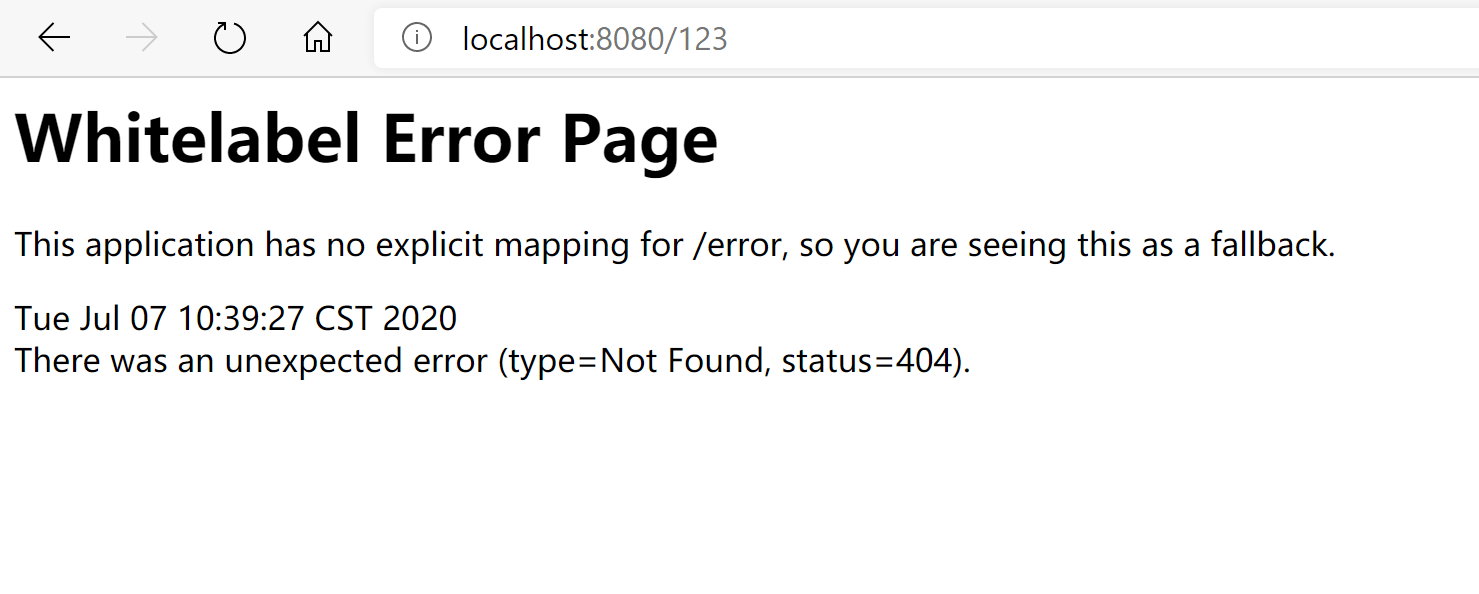 localhost:8080/123
Whitelabel Error Page
This application has no explicit mapping for /error, so you are seeing this as a fallback.
Tue Jul 07 10:39:27 CST 2020
There was an unexpected error (type=Not Found, status=404).